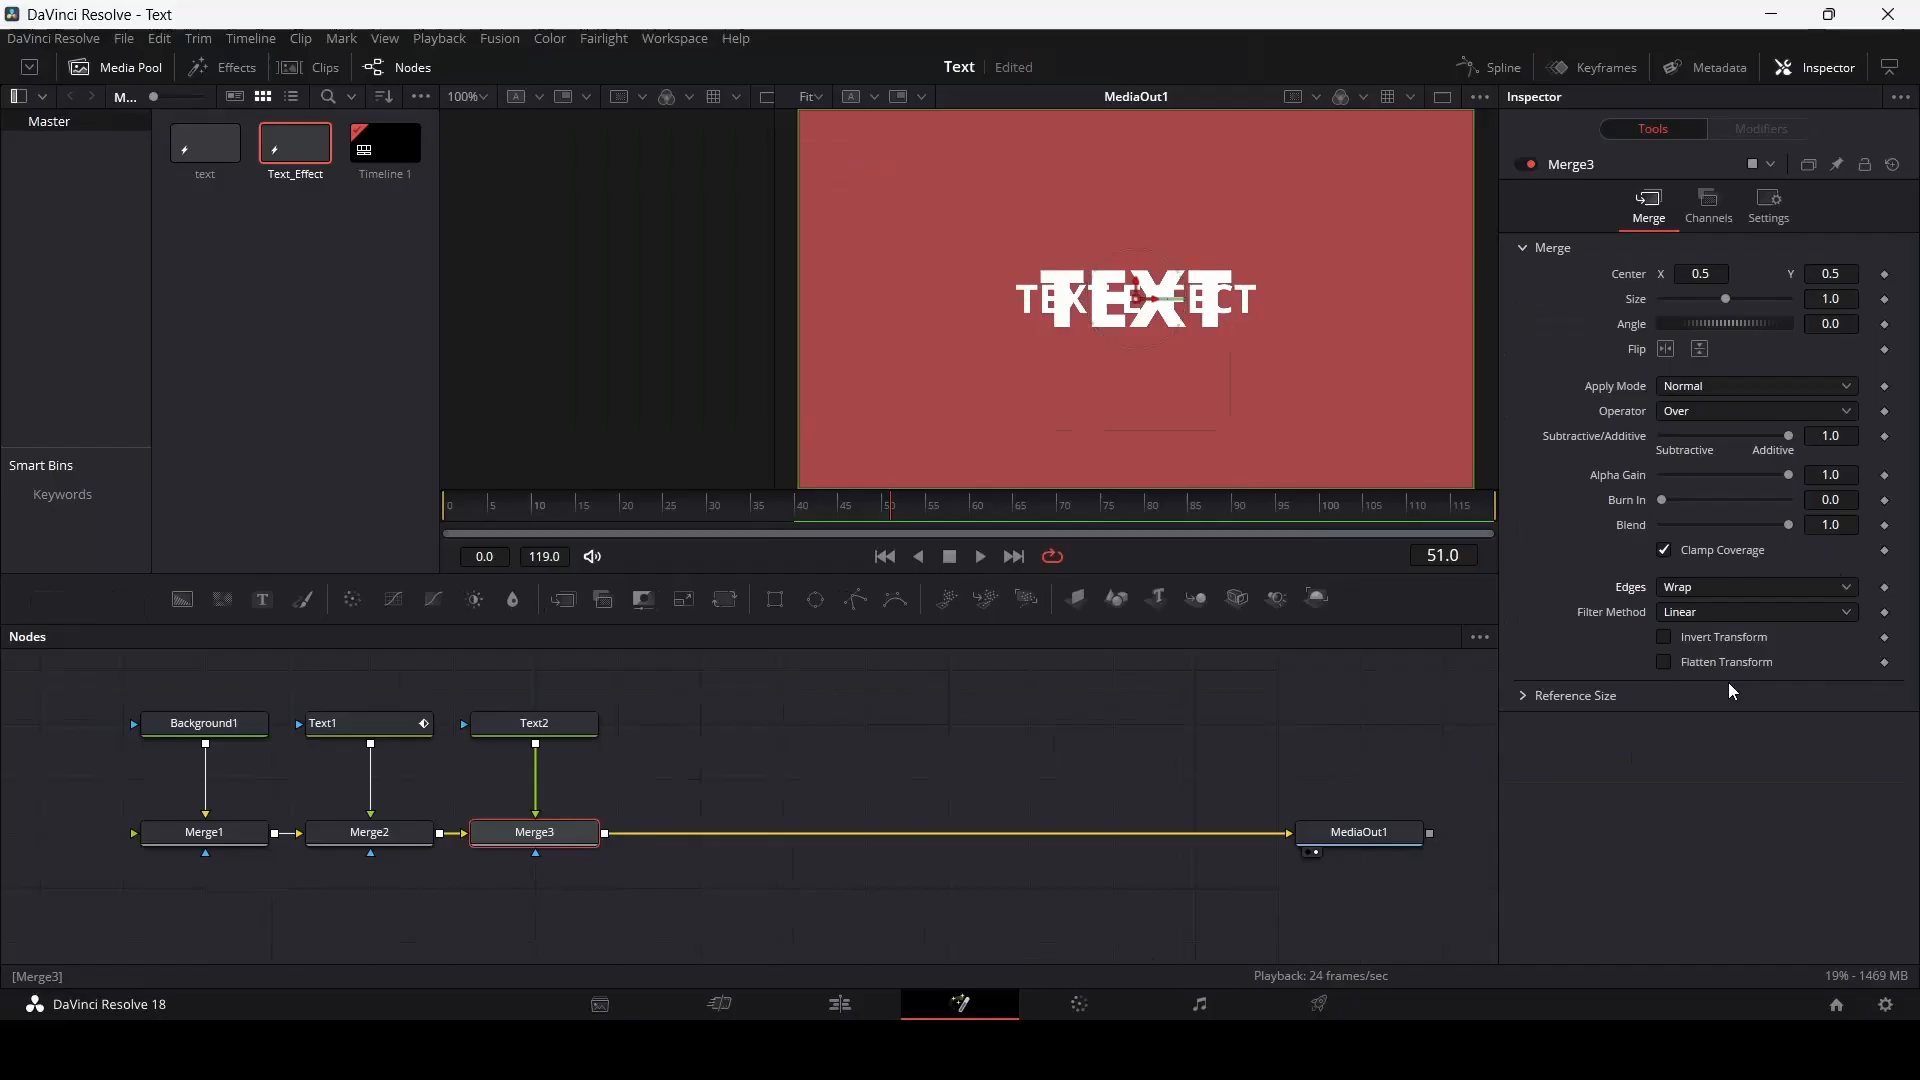 DaVinci Resolve - Text
DaVinci Resolve File Edit Trim Timeline Clip Mark View Playback Fusion Color Fairlight Workspace Help
Media Pool Effects Clips Nodes Text Edited Spline Keyframes Metadata Inspector
M... 100% Fit MediaOut1 Inspector
Master
text Text_Effect Timeline 1
Smart Bins
Keywords
TEXT
Tools Modifiers
Merge3
Merge Channels Settings
Merge
Center X 0.5 Y 0.5
Size 1.0
Angle 0.0
Flip
Apply Mode Normal
Operator Over
Subtractive/Additive 1.0
Subtractive Additive
Alpha Gain 1.0
Burn In 0.0
Blend 1.0
Clamp Coverage
Edges Wrap
Filter Method Linear
Invert Transform
Flatten Transform
Reference Size
0 5 10 15 20 25 30 35 40 45 50 55 60 65 70 75 80 85 90 95 100 105 110 115
0.0 119.0 51.0
T
Nodes
Background1 Text1 Text2
Merge1 Merge2 Merge3 MediaOut1
[Merge3] Playback: 24 frames/sec 19% - 1469 MB
DaVinci Resolve 18